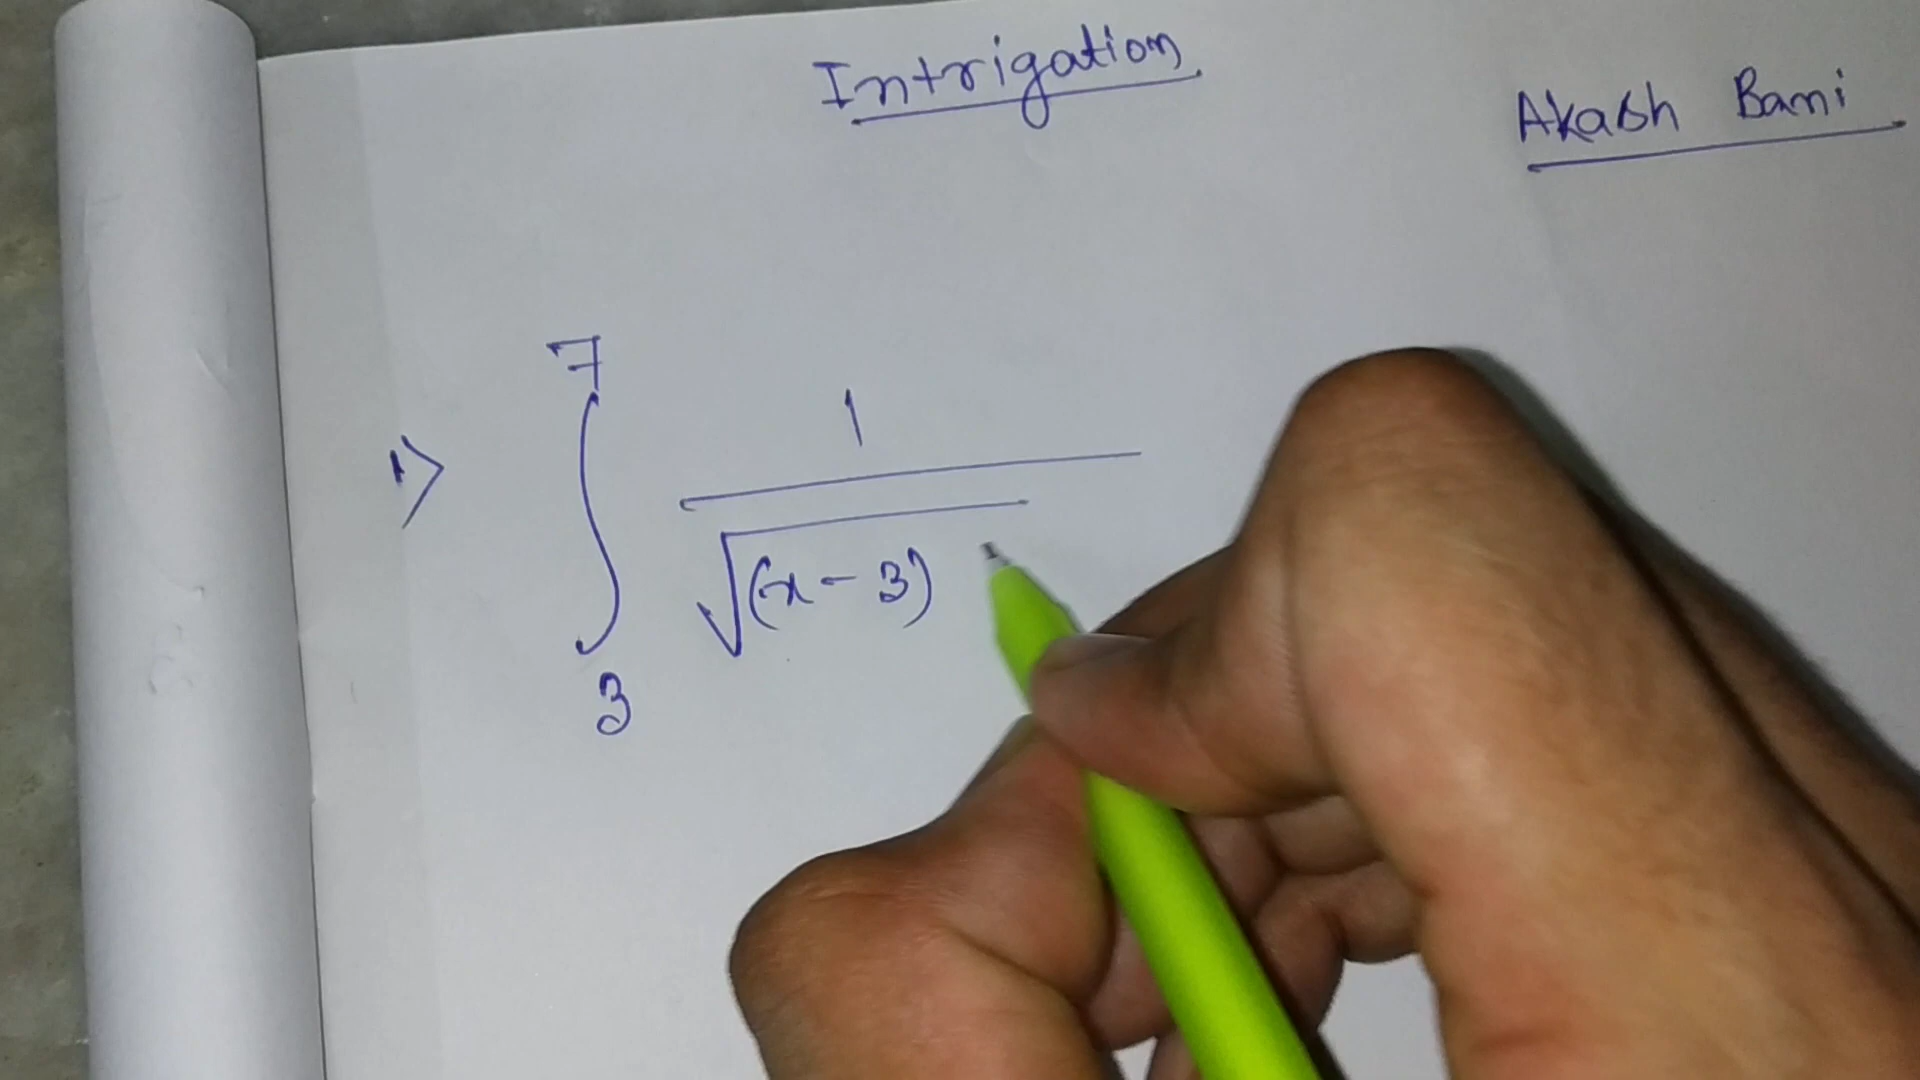 Intrigation
Akash Bami
1> ∫₃⁷ 1/√(x-3)